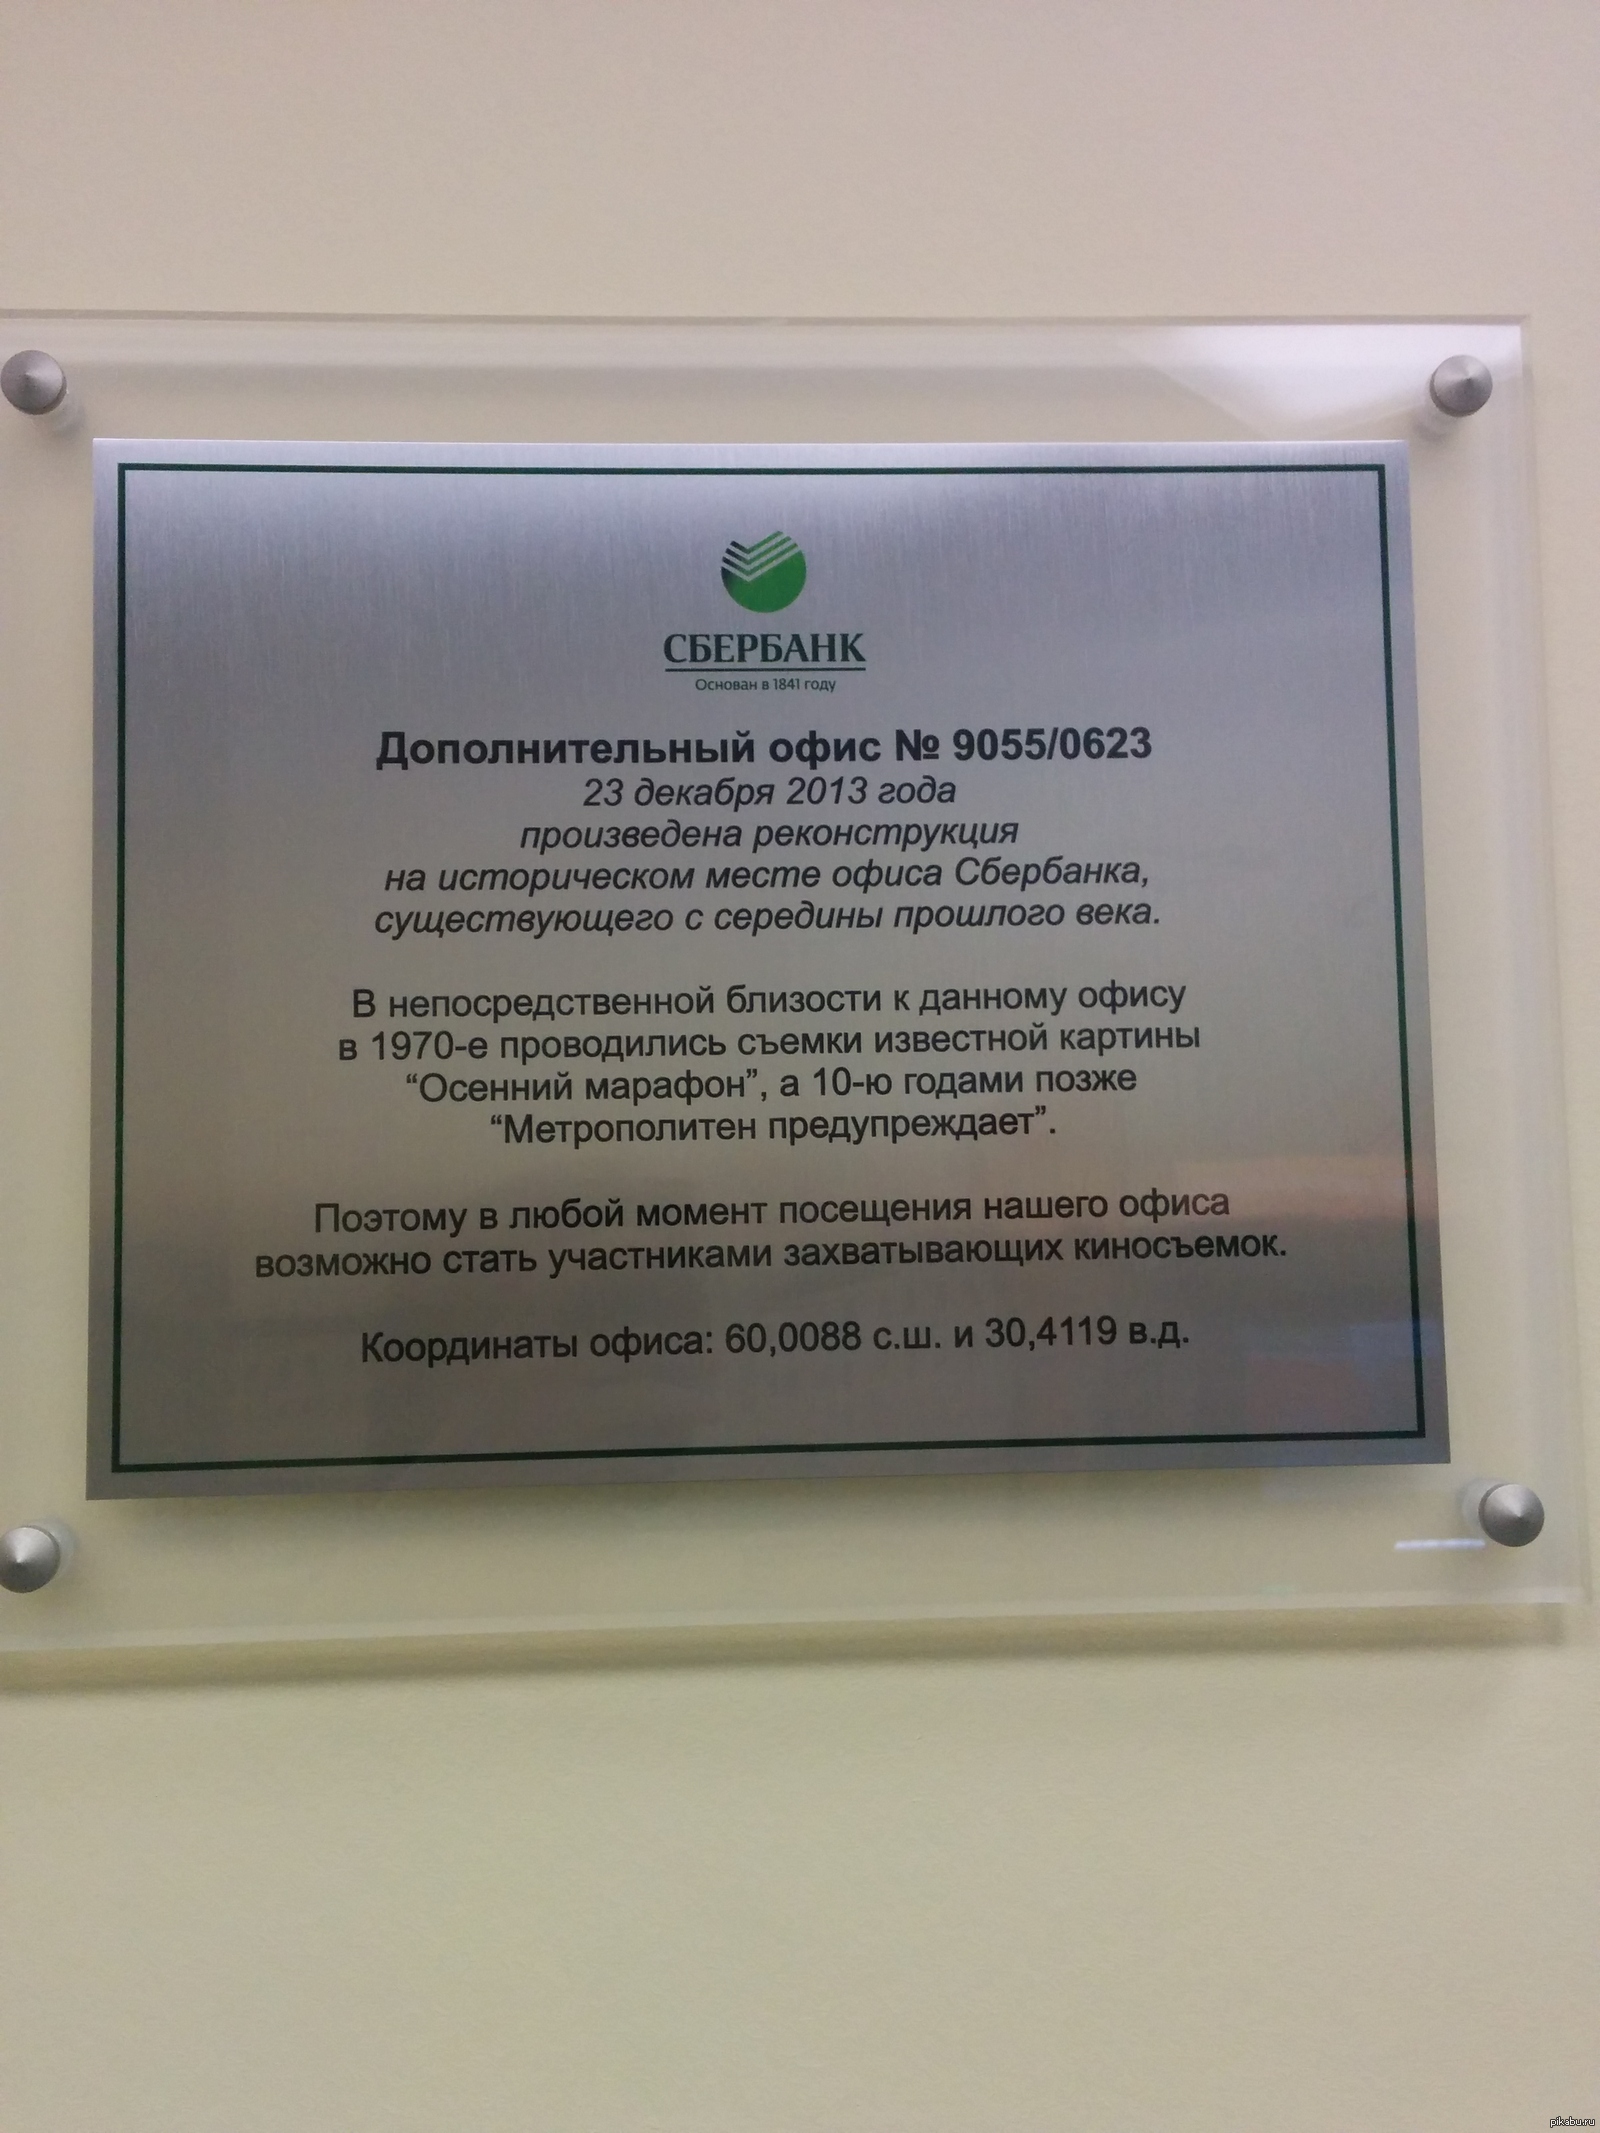 СБЕРБАНК
Основан в 1841 году
Дополнительный офис № 9055/0623
23 декабря 2013 года
произведена реконструкция
на историческом месте офиса Сбербанка,
существующего с середины прошлого века.
В непосредственной близости к данному офису
в 1970-е проводились съемки известной картины
“Осенний марафон”, а 10-ю годами позже
“Метрополитен предупреждает”.
Поэтому в любой момент посещения нашего офиса
возможно стать участниками захватывающих киносъемок.
Координаты офиса: 60,0088 с.ш. и 30,4119 в.д.
pikabu.ru